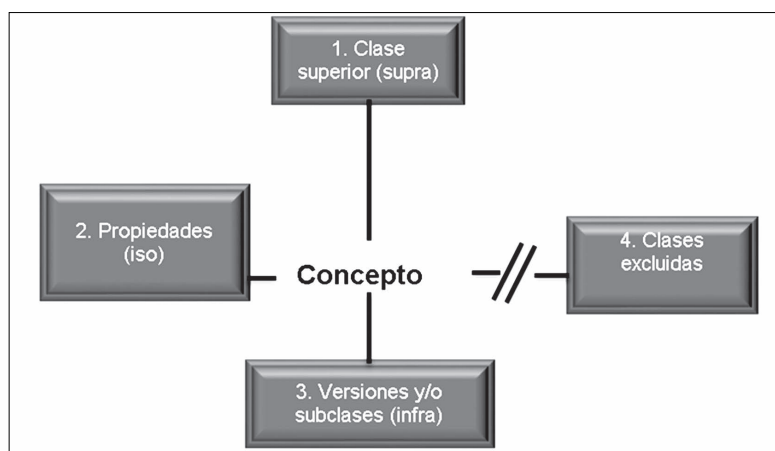 1. Clase
superior (supra)
2. Propiedades
(iso)
Concepto
4. Clases
excluidas
3. Versiones y/o
subclases (infra)